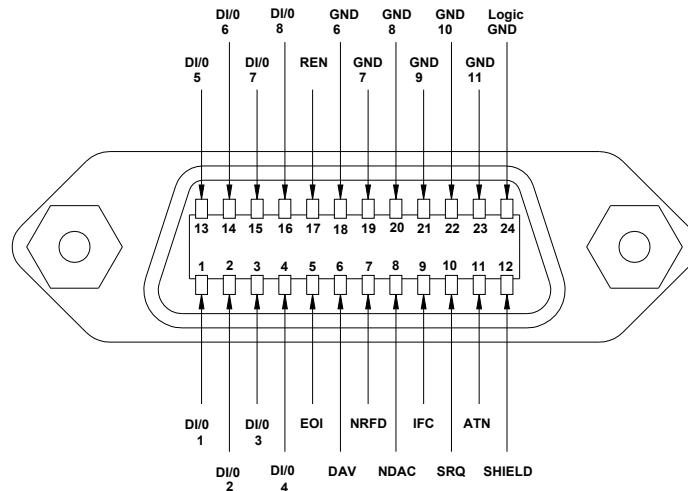 DI/0 6
DI/0 8
GND 6
GND 8
GND 10
Logic GND
DI/0 5
DI/0 7
REN
GND 7
GND 9
GND 11
13 14 15 16 17 18 19 20 21 22 23 24
1 2 3 4 5 6 7 8 9 10 11 12
DI/0 1
DI/0 3
EOI
NRFD
IFC
ATN
DI/0 2
DI/0 4
DAV
NDAC
SRQ
SHIELD